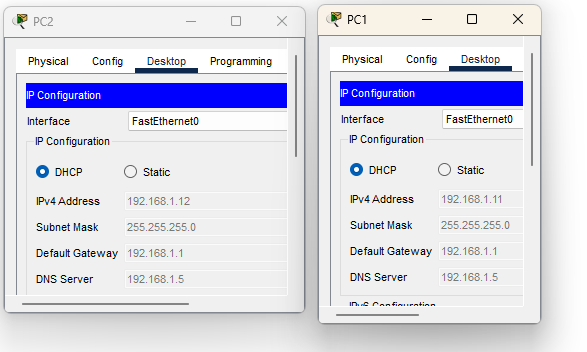 PC2
Physical Config Desktop Programming
IP Configuration
Interface FastEthernet0
IP Configuration
DHCP Static
IPv4 Address 192.168.1.12
Subnet Mask 255.255.255.0
Default Gateway 192.168.1.1
DNS Server 192.168.1.5
PC1
Physical Config Desktop
IP Configuration
Interface FastEthernet0
IP Configuration
DHCP Static
IPv4 Address 192.168.1.11
Subnet Mask 255.255.255.0
Default Gateway 192.168.1.1
DNS Server 192.168.1.5
IPv6 Configuration